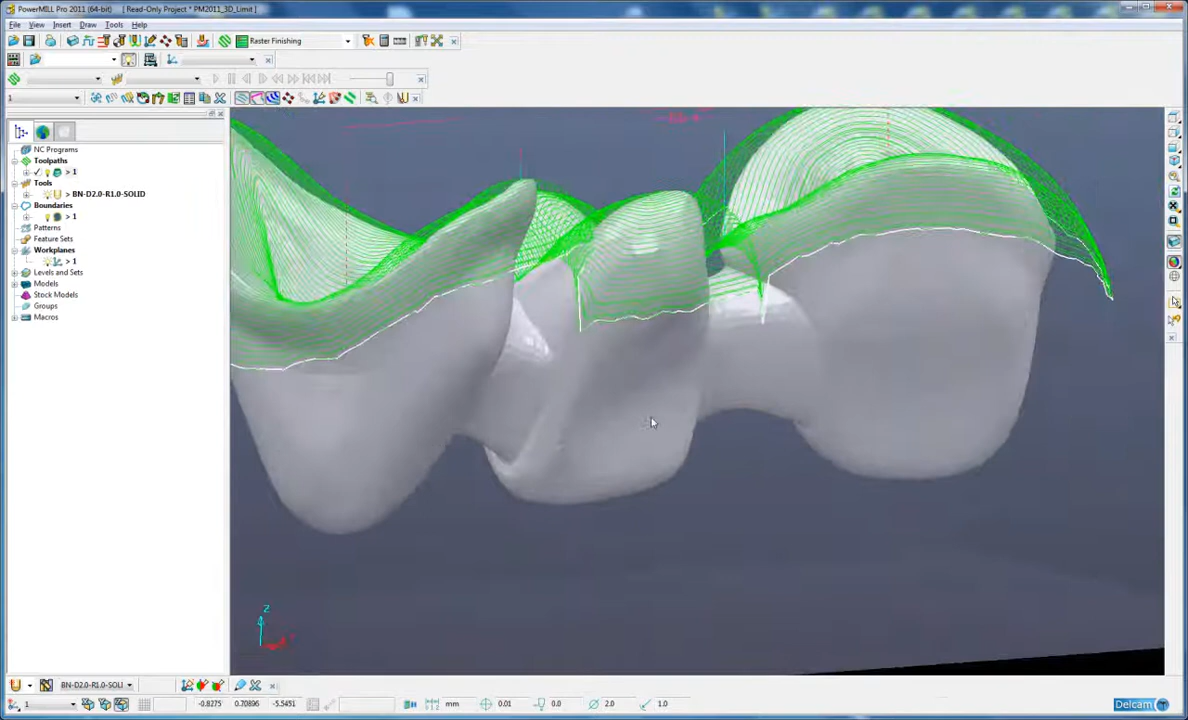 PowerMILL Pro 2011 (64-bit) [ Read-Only Project * PM2011_3D_Limit ]
File View Insert Draw Tools Help
Raster Finishing
1
NC Programs
Toolpaths
> 1
Tools
> BN-D2.0-R1.0-SOLID
Boundaries
> 1
Patterns
Feature Sets
Workplanes
> 1
Levels and Sets
Models
Stock Models
Groups
Macros
Z
BN-D2.0-R1.0-SOLI
1 -0.8275 0.70896 -5.5451 mm 0.01 0.0 2.0 1.0
Delcam